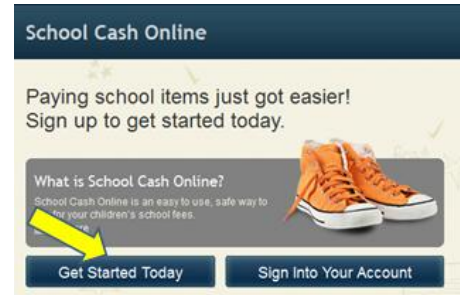 School Cash Online
Paying school items just got easier!
Sign up to get started today.
What is School Cash Online?
School Cash Online is an easy to use, safe way to
for your children's school fees.
Get Started Today
Sign Into Your Account